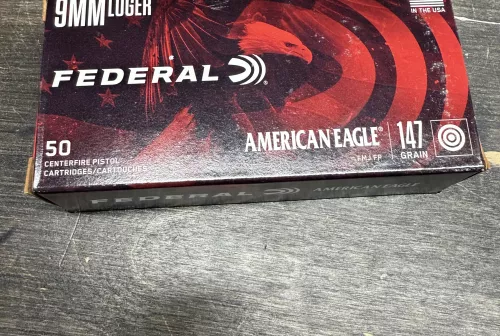 9MM LUGER
IN THE USA
FEDERAL
50
CENTERFIRE PISTOL
CARTRIDGES/CARTOUCHES
AMERICAN EAGLE®
FMJ FP
147
GRAIN
FEDERAL
AMERICAN EAGLE